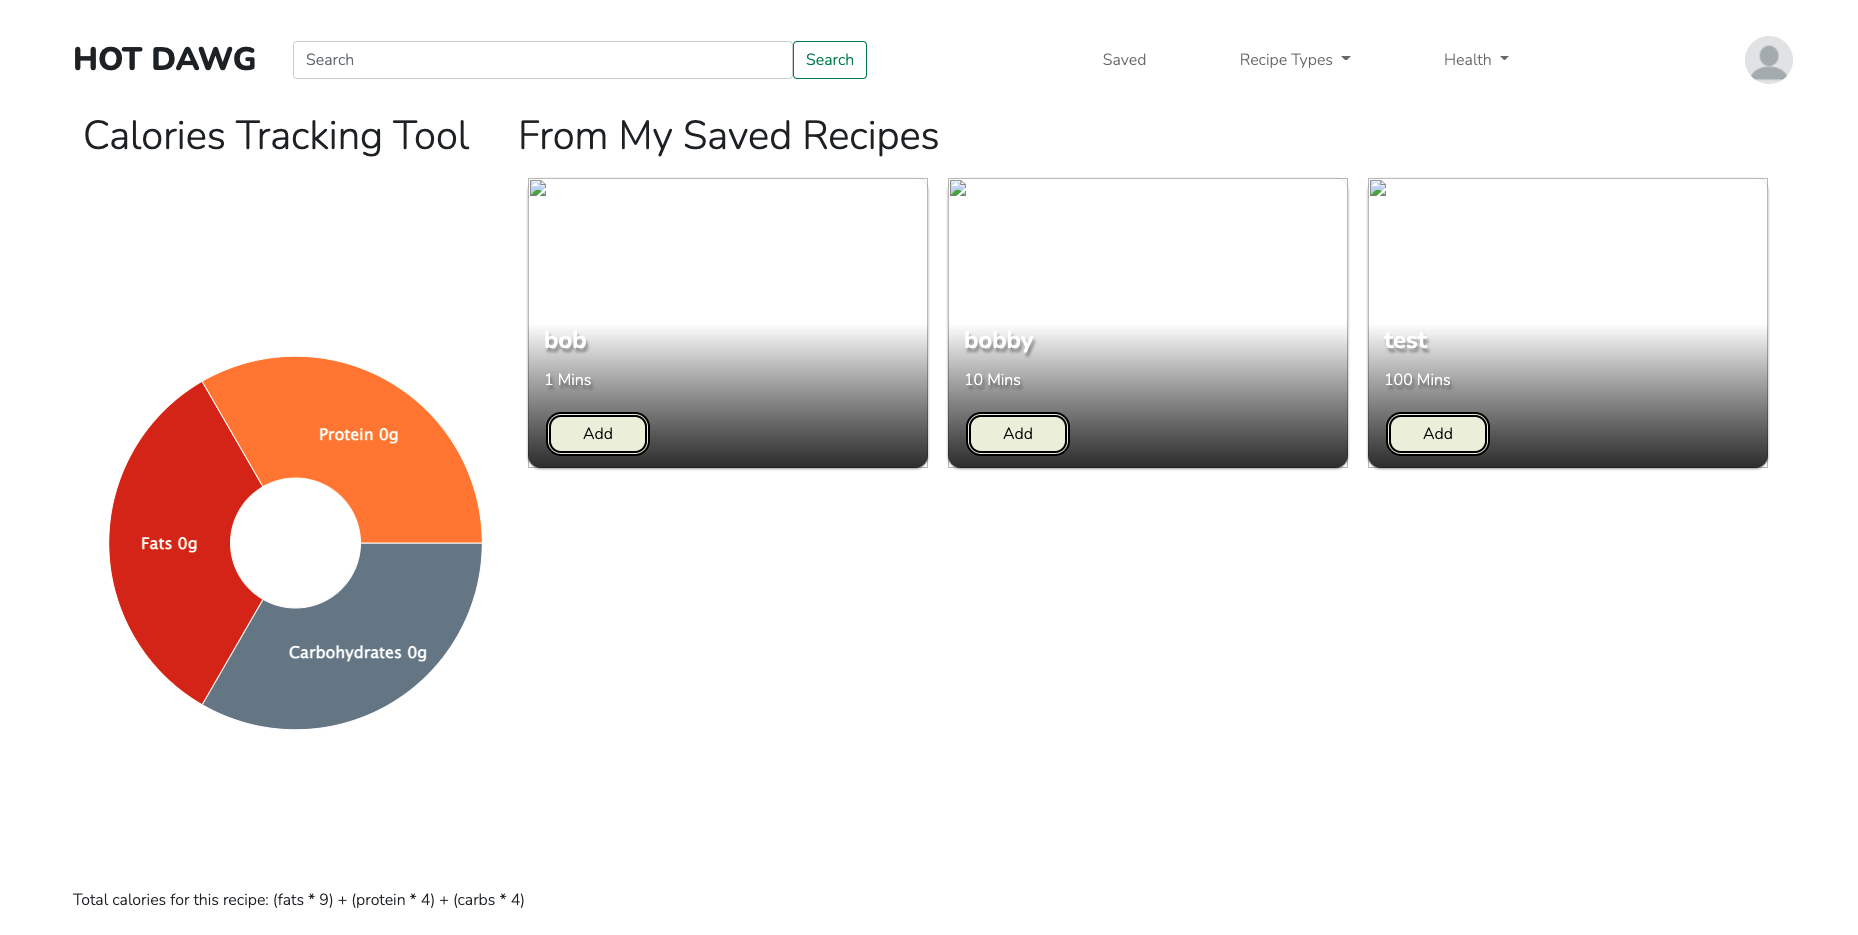 HOT DAWG
Search
Search
Saved
Recipe Types
Health
Calories Tracking Tool
From My Saved Recipes
bob
1 Mins
Add
bobby
10 Mins
Add
test
100 Mins
Add
Protein 0g
Fats 0g
Carbohydrates 0g
Total calories for this recipe: (fats * 9) + (protein * 4) + (carbs * 4)